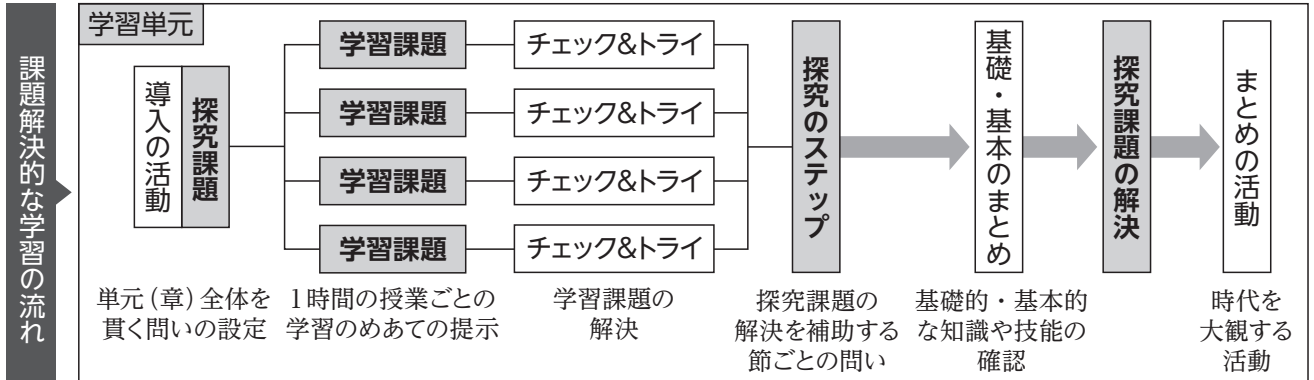 課題解決的な学習の流れ
学習単元
導入の活動
探究課題
学習課題
チェック&トライ
学習課題
チェック&トライ
学習課題
チェック&トライ
学習課題
チェック&トライ
探究のステップ
基礎・基本のまとめ
探究課題の解決
まとめの活動
単元(章)全体を
貫く問いの設定
1時間の授業ごとの
学習のめあての提示
学習課題の
解決
探究課題の
解決を補助する
節ごとの問い
基礎的・基本的
な知識や技能の
確認
時代を
大観する
活動